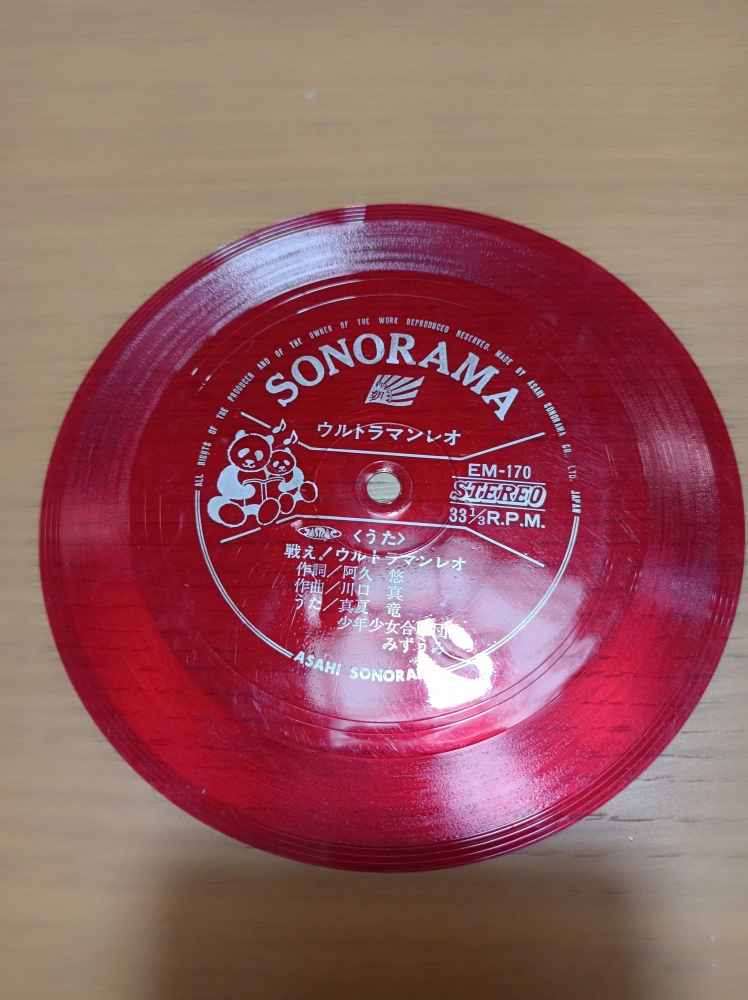 ALL RIGHTS OF THE PRODUCER AND OF THE OWNER OF THE WORK REPRODUCED RESERVED. MADE BY ASAHI SONORAMA CO. LTD. JAPAN
SONORAMA
朝
ウルトラマンレオ
EM-170
STEREO
33 1/3 R.P.M.
〈うた〉
戦え!ウルトラマンレオ
作詞/阿久 悠
作曲/川口 真
うた/真夏 竜
少年少女合唱団
みずうみ
ASAHI SONORA